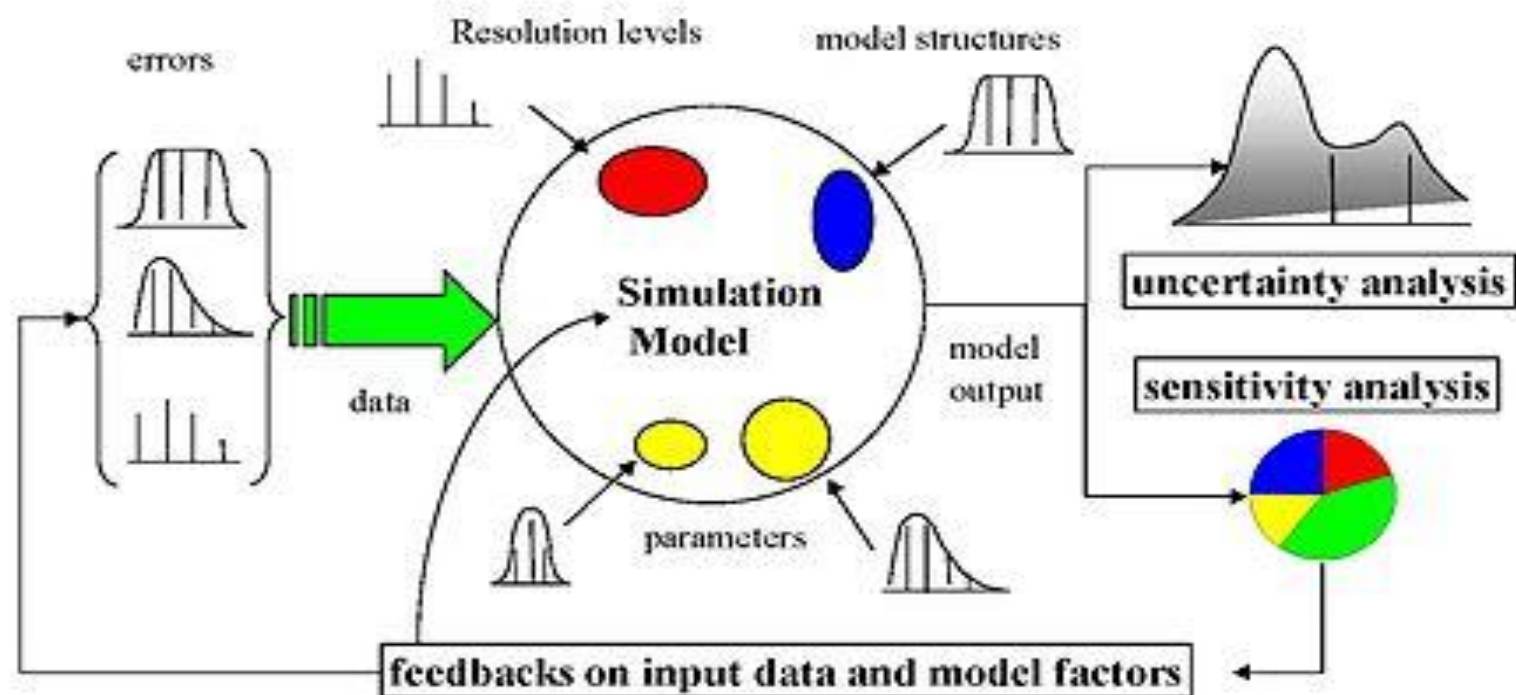 errors
Resolution levels
model structures
Simulation
Model
data
parameters
model
output
uncertainty analysis
sensitivity analysis
feedbacks on input data and model factors